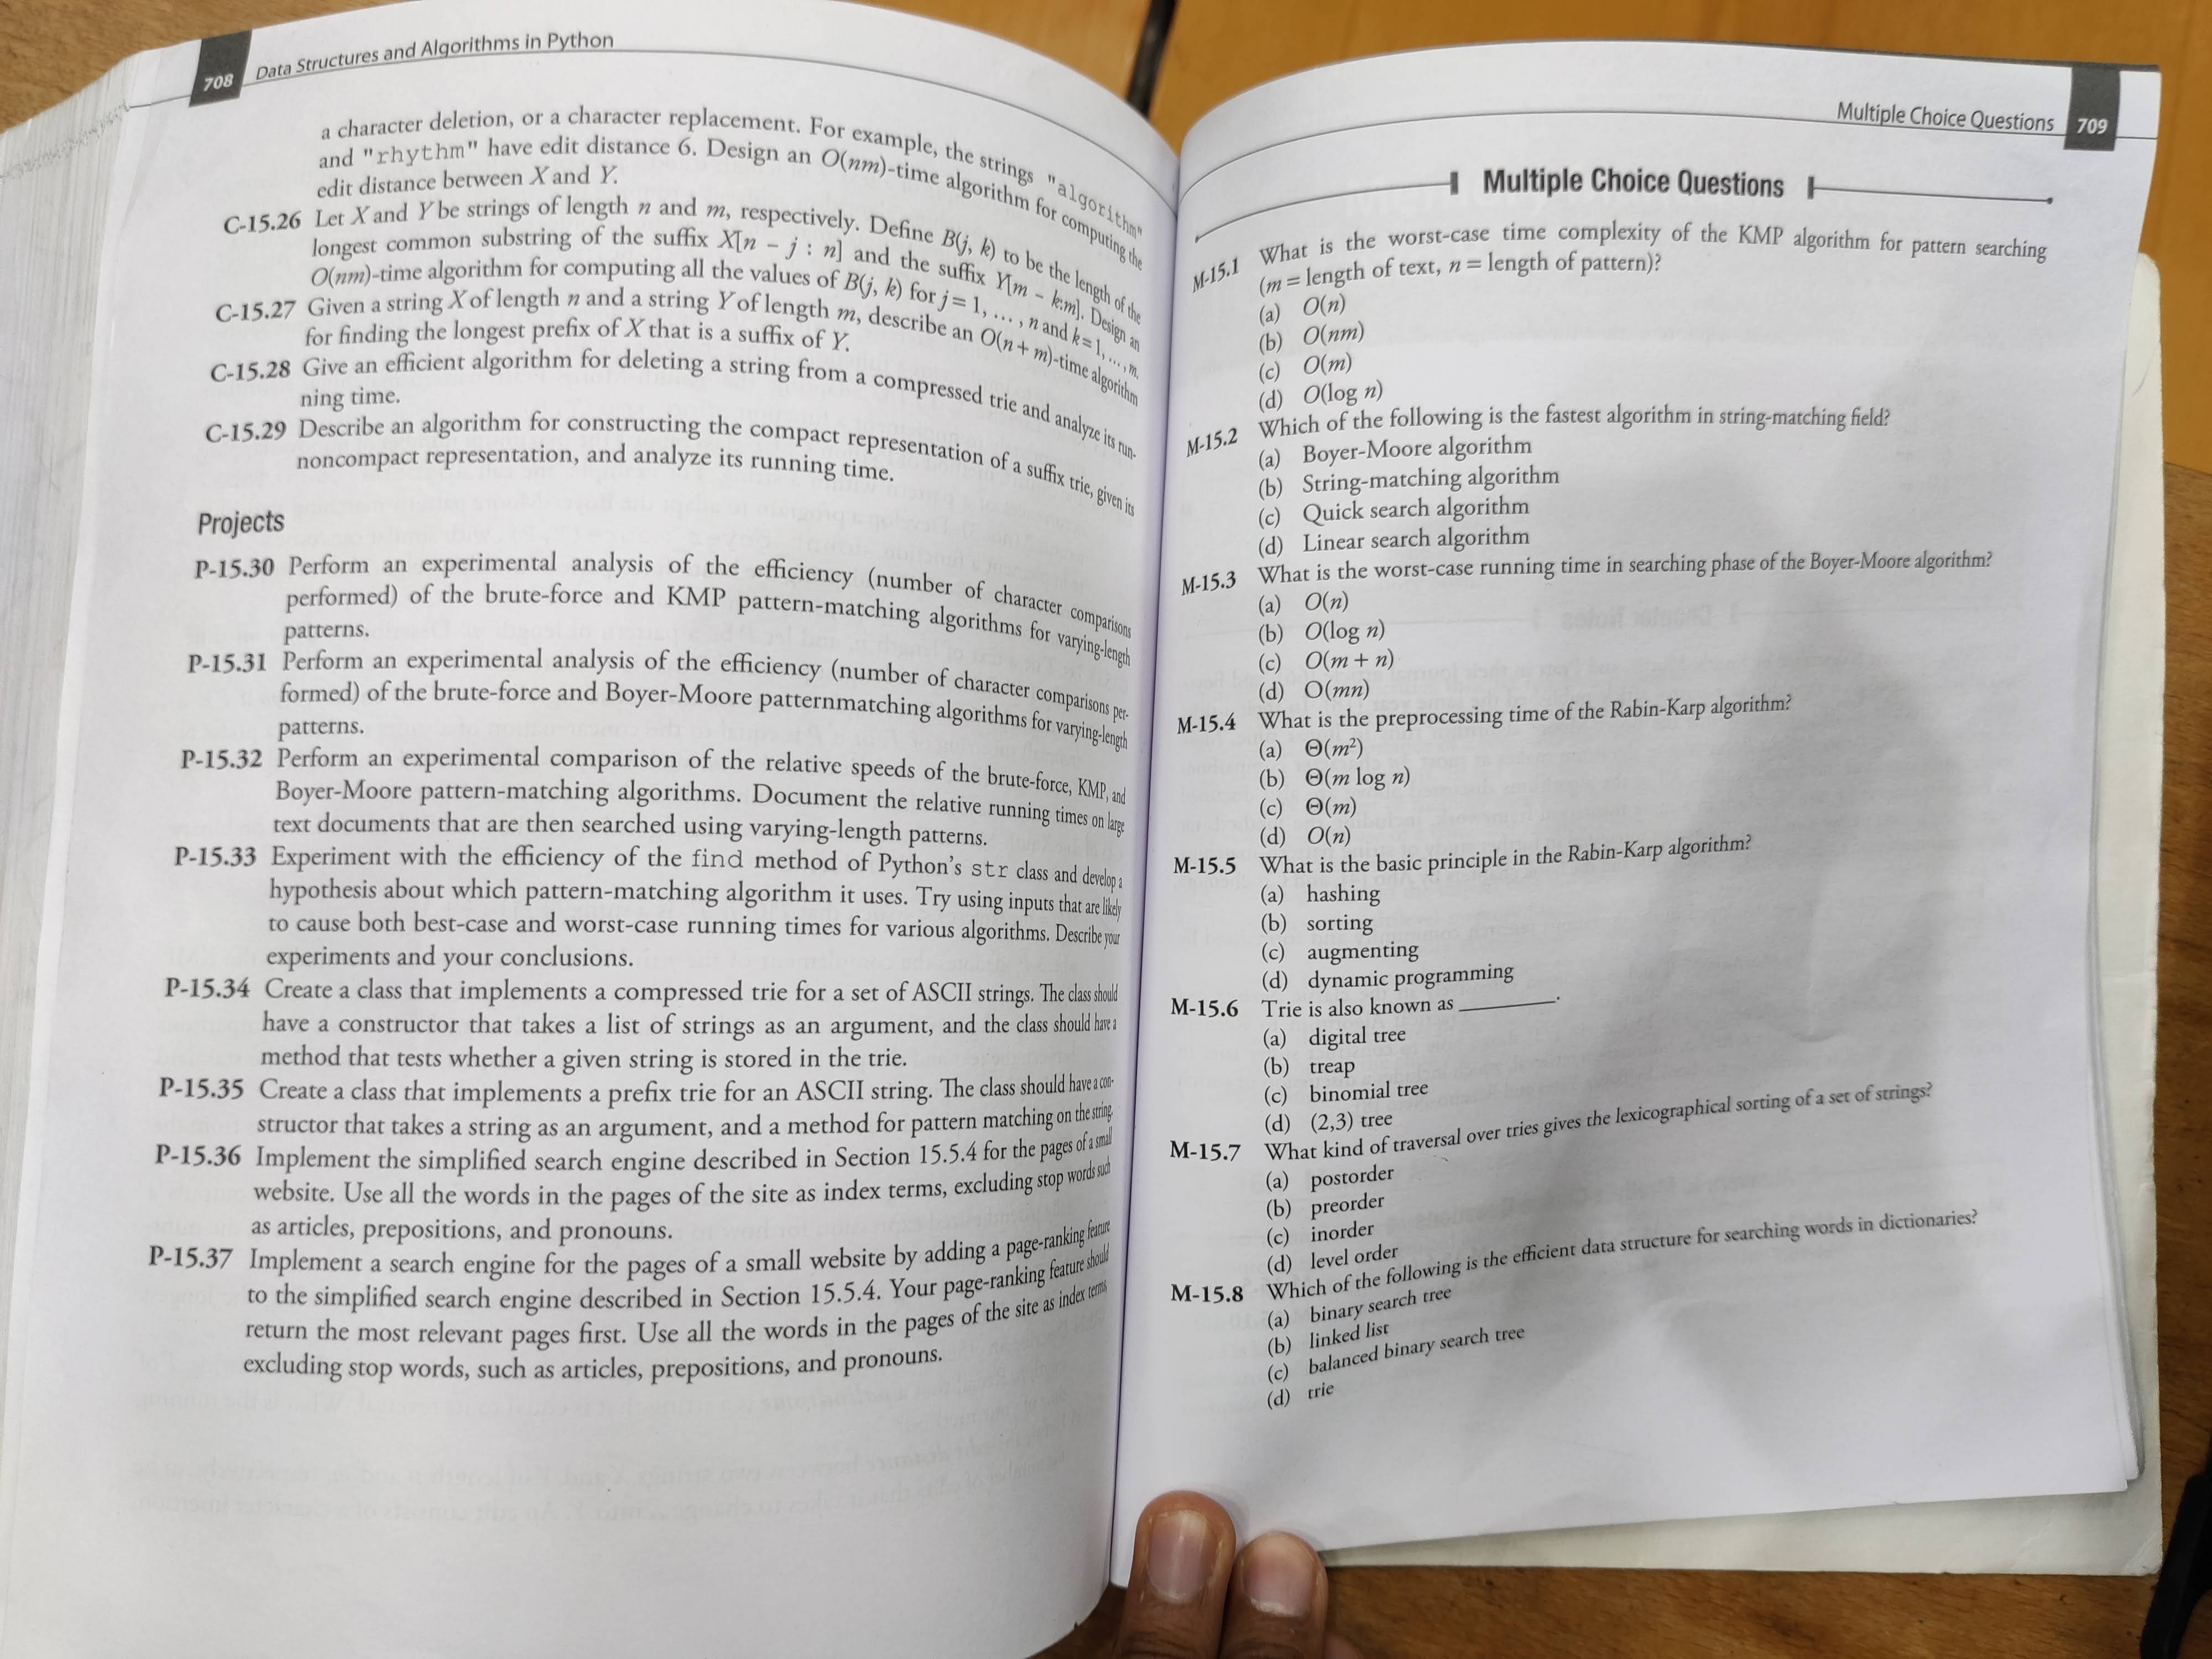 708 Data Structures and Algorithms in Python
a character deletion, or a character replacement. For example, the strings "algorithm"
and "rhythm" have edit distance 6. Design an O(nm)-time algorithm for computing the
edit distance between X and Y.
C-15.26 Let X and Y be strings of length n and m, respectively. Define B(j, k) to be the length of the
longest common substring of the suffix X[n − j : n] and the suffix Y[m − k:m]. Design an
O(nm)-time algorithm for computing all the values of B(j, k) for j = 1, ... , n and k = 1, ... , m.
C-15.27 Given a string X of length n and a string Y of length m, describe an O(n + m)-time algorithm
for finding the longest prefix of X that is a suffix of Y.
C-15.28 Give an efficient algorithm for deleting a string from a compressed trie and analyze its run-
ning time.
C-15.29 Describe an algorithm for constructing the compact representation of a suffix trie, given its
noncompact representation, and analyze its running time.
Projects
P-15.30 Perform an experimental analysis of the efficiency (number of character comparisons
performed) of the brute-force and KMP pattern-matching algorithms for varying-length
patterns.
P-15.31 Perform an experimental analysis of the efficiency (number of character comparisons per-
formed) of the brute-force and Boyer-Moore patternmatching algorithms for varying-length
patterns.
P-15.32 Perform an experimental comparison of the relative speeds of the brute-force, KMP, and
Boyer-Moore pattern-matching algorithms. Document the relative running times on large
text documents that are then searched using varying-length patterns.
P-15.33 Experiment with the efficiency of the find method of Python's str class and develop a
hypothesis about which pattern-matching algorithm it uses. Try using inputs that are likely
to cause both best-case and worst-case running times for various algorithms. Describe your
experiments and your conclusions.
P-15.34 Create a class that implements a compressed trie for a set of ASCII strings. The class should
have a constructor that takes a list of strings as an argument, and the class should have a
method that tests whether a given string is stored in the trie.
P-15.35 Create a class that implements a prefix trie for an ASCII string. The class should have a con-
structor that takes a string as an argument, and a method for pattern matching on the string.
P-15.36 Implement the simplified search engine described in Section 15.5.4 for the pages of a small
website. Use all the words in the pages of the site as index terms, excluding stop words such
as articles, prepositions, and pronouns.
P-15.37 Implement a search engine for the pages of a small website by adding a page-ranking feature
to the simplified search engine described in Section 15.5.4. Your page-ranking feature should
return the most relevant pages first. Use all the words in the pages of the site as index terms,
excluding stop words, such as articles, prepositions, and pronouns.
Multiple Choice Questions 709
Multiple Choice Questions
M-15.1 What is the worst-case time complexity of the KMP algorithm for pattern searching
(m = length of text, n = length of pattern)?
(a) O(n)
(b) O(nm)
(c) O(m)
(d) O(log n)
M-15.2 Which of the following is the fastest algorithm in string-matching field?
(a) Boyer-Moore algorithm
(b) String-matching algorithm
(c) Quick search algorithm
(d) Linear search algorithm
M-15.3 What is the worst-case running time in searching phase of the Boyer-Moore algorithm?
(a) O(n)
(b) O(log n)
(c) O(m + n)
(d) O(mn)
M-15.4 What is the preprocessing time of the Rabin-Karp algorithm?
(a) Θ(m²)
(b) Θ(m log n)
(c) Θ(m)
(d) O(n)
M-15.5 What is the basic principle in the Rabin-Karp algorithm?
(a) hashing
(b) sorting
(c) augmenting
(d) dynamic programming
M-15.6 Trie is also known as ________.
(a) digital tree
(b) treap
(c) binomial tree
(d) (2,3) tree
M-15.7 What kind of traversal over tries gives the lexicographical sorting of a set of strings?
(a) postorder
(b) preorder
(c) inorder
(d) level order
M-15.8 Which of the following is the efficient data structure for searching words in dictionaries?
(a) binary search tree
(b) linked list
(c) balanced binary search tree
(d) trie